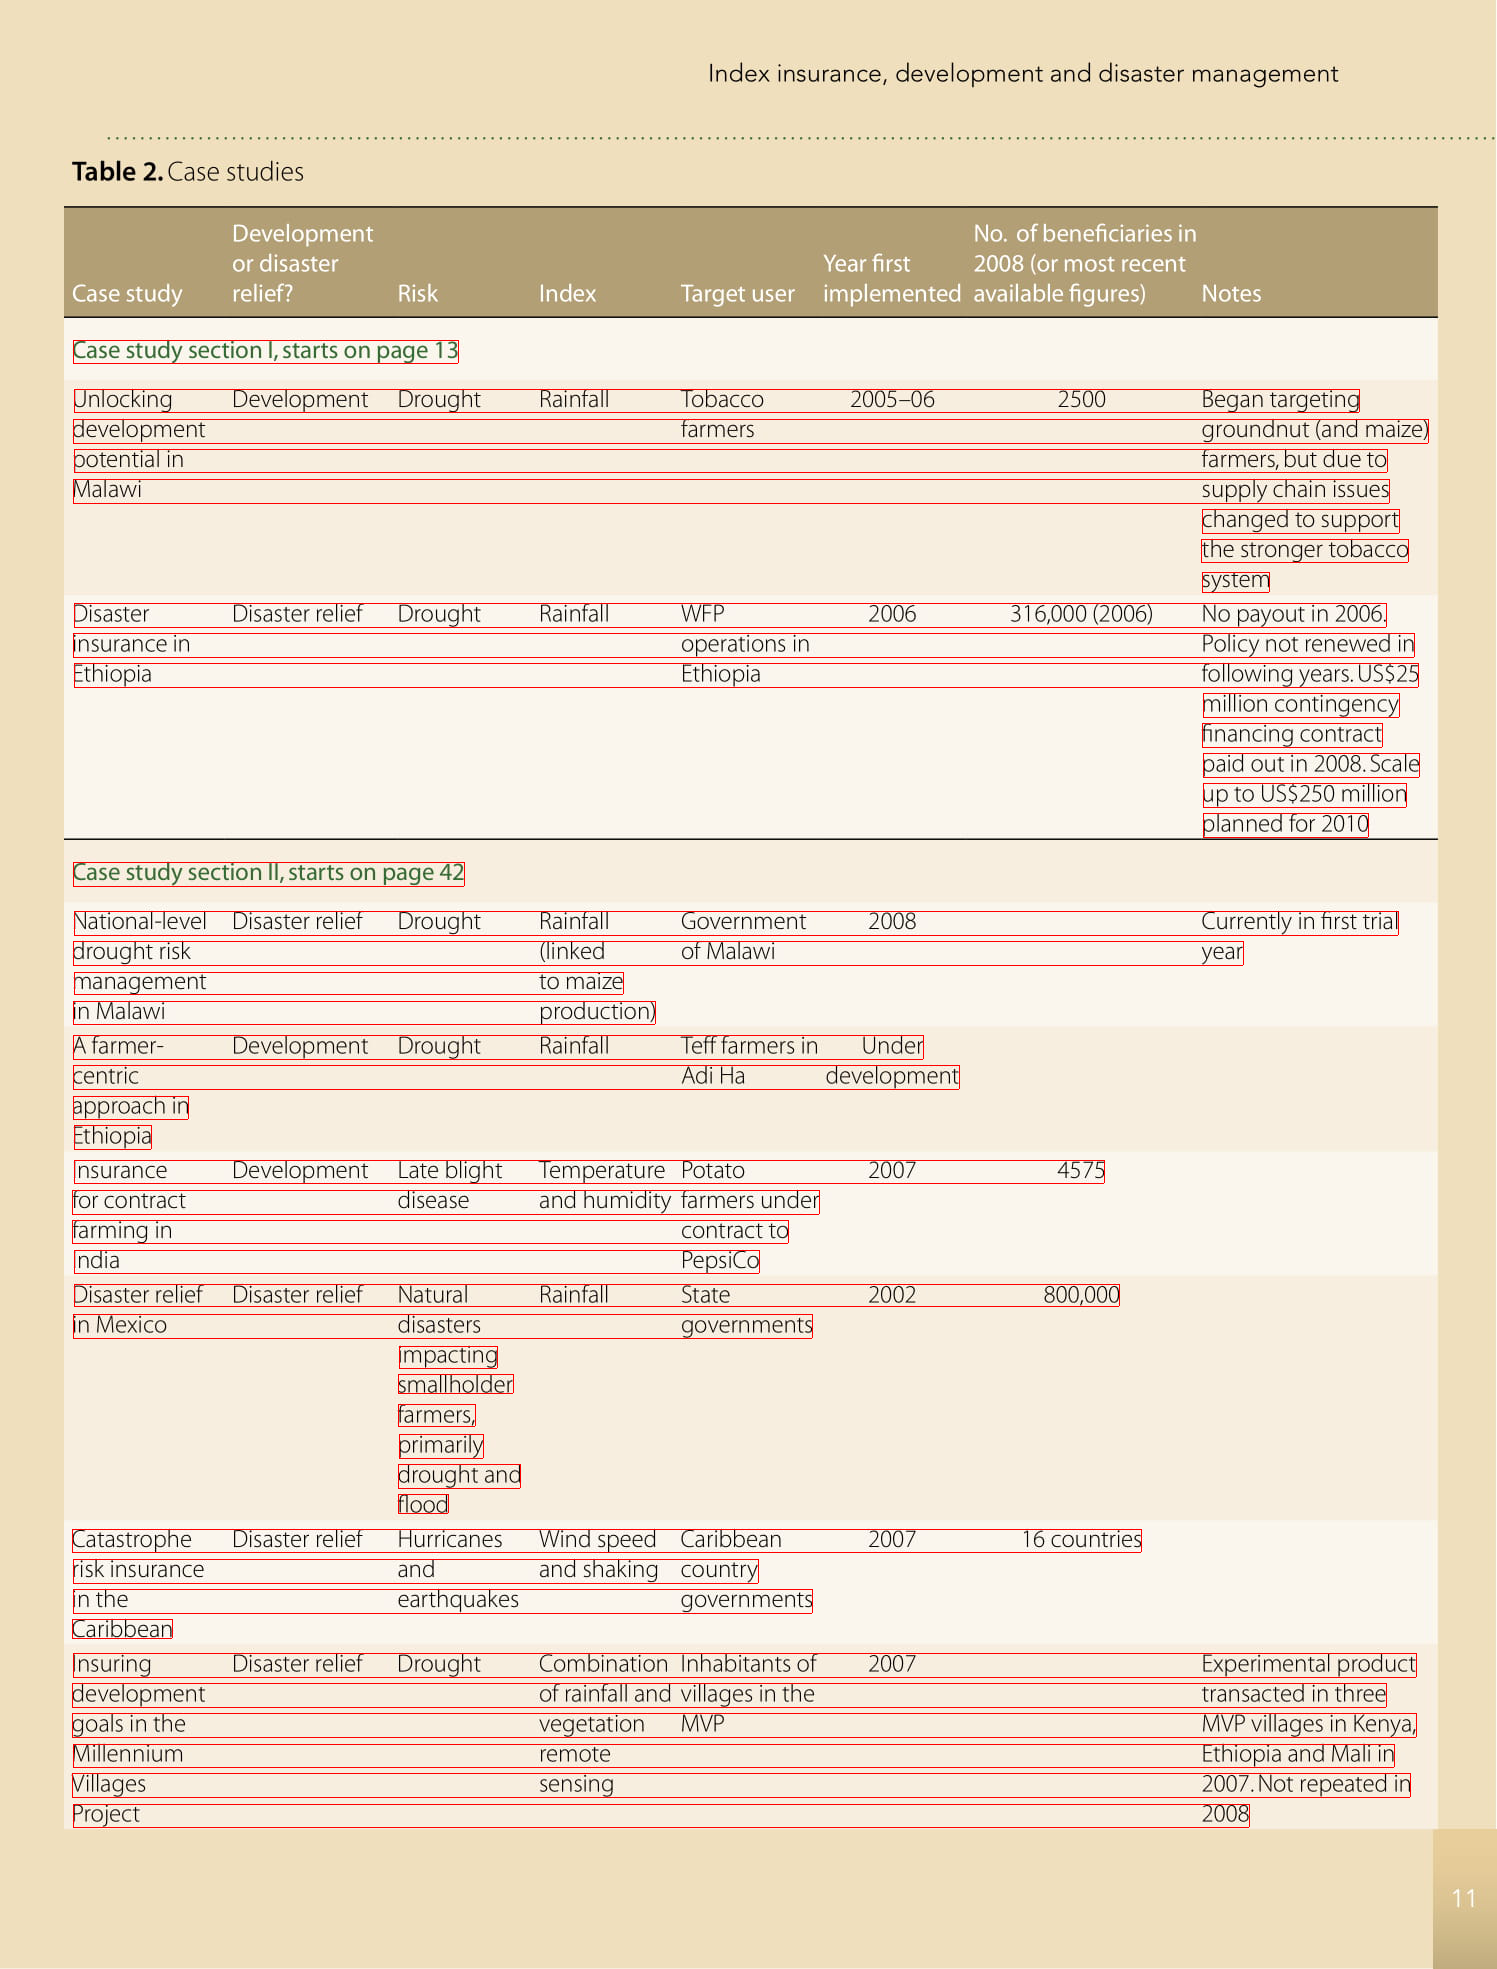 Index insurance, development and disaster management
Table 2. Case studies
Development
No. of beneficiaries in
or disaster Year first 2008 (or most recent
Case study relief? Risk Index Target user implemented available figures) Notes
Case study section I, starts on page 13
Unlocking Development Drought Rainfall Tobacco 2005–06 2500 Began targeting
development farmers groundnut (and maize)
potential in farmers, but due to
Malawi supply chain issues
changed to support
the stronger tobacco
system
Disaster Disaster relief Drought Rainfall WFP 2006 316,000 (2006) No payout in 2006.
insurance in operations in Policy not renewed in
Ethiopia Ethiopia following years. US$25
million contingency
financing contract
paid out in 2008. Scale
up to US$250 million
planned for 2010
Case study section II, starts on page 42
National-level Disaster relief Drought Rainfall Government 2008 Currently in first trial
drought risk (linked of Malawi year
management to maize
in Malawi production)
A farmer- Development Drought Rainfall Teff farmers in Under
centric Adi Ha development
approach in
Ethiopia
Insurance Development Late blight Temperature Potato 2007 4575
for contract disease and humidity farmers under
farming in contract to
India PepsiCo
Disaster relief Disaster relief Natural Rainfall State 2002 800,000
in Mexico disasters governments
impacting
smallholder
farmers,
primarily
drought and
flood
Catastrophe Disaster relief Hurricanes Wind speed Caribbean 2007 16 countries
risk insurance and and shaking country
in the earthquakes governments
Caribbean
Insuring Disaster relief Drought Combination Inhabitants of 2007 Experimental product
development of rainfall and villages in the transacted in three
goals in the vegetation MVP MVP villages in Kenya,
Millennium remote Ethiopia and Mali in
Villages sensing 2007. Not repeated in
Project 2008
11